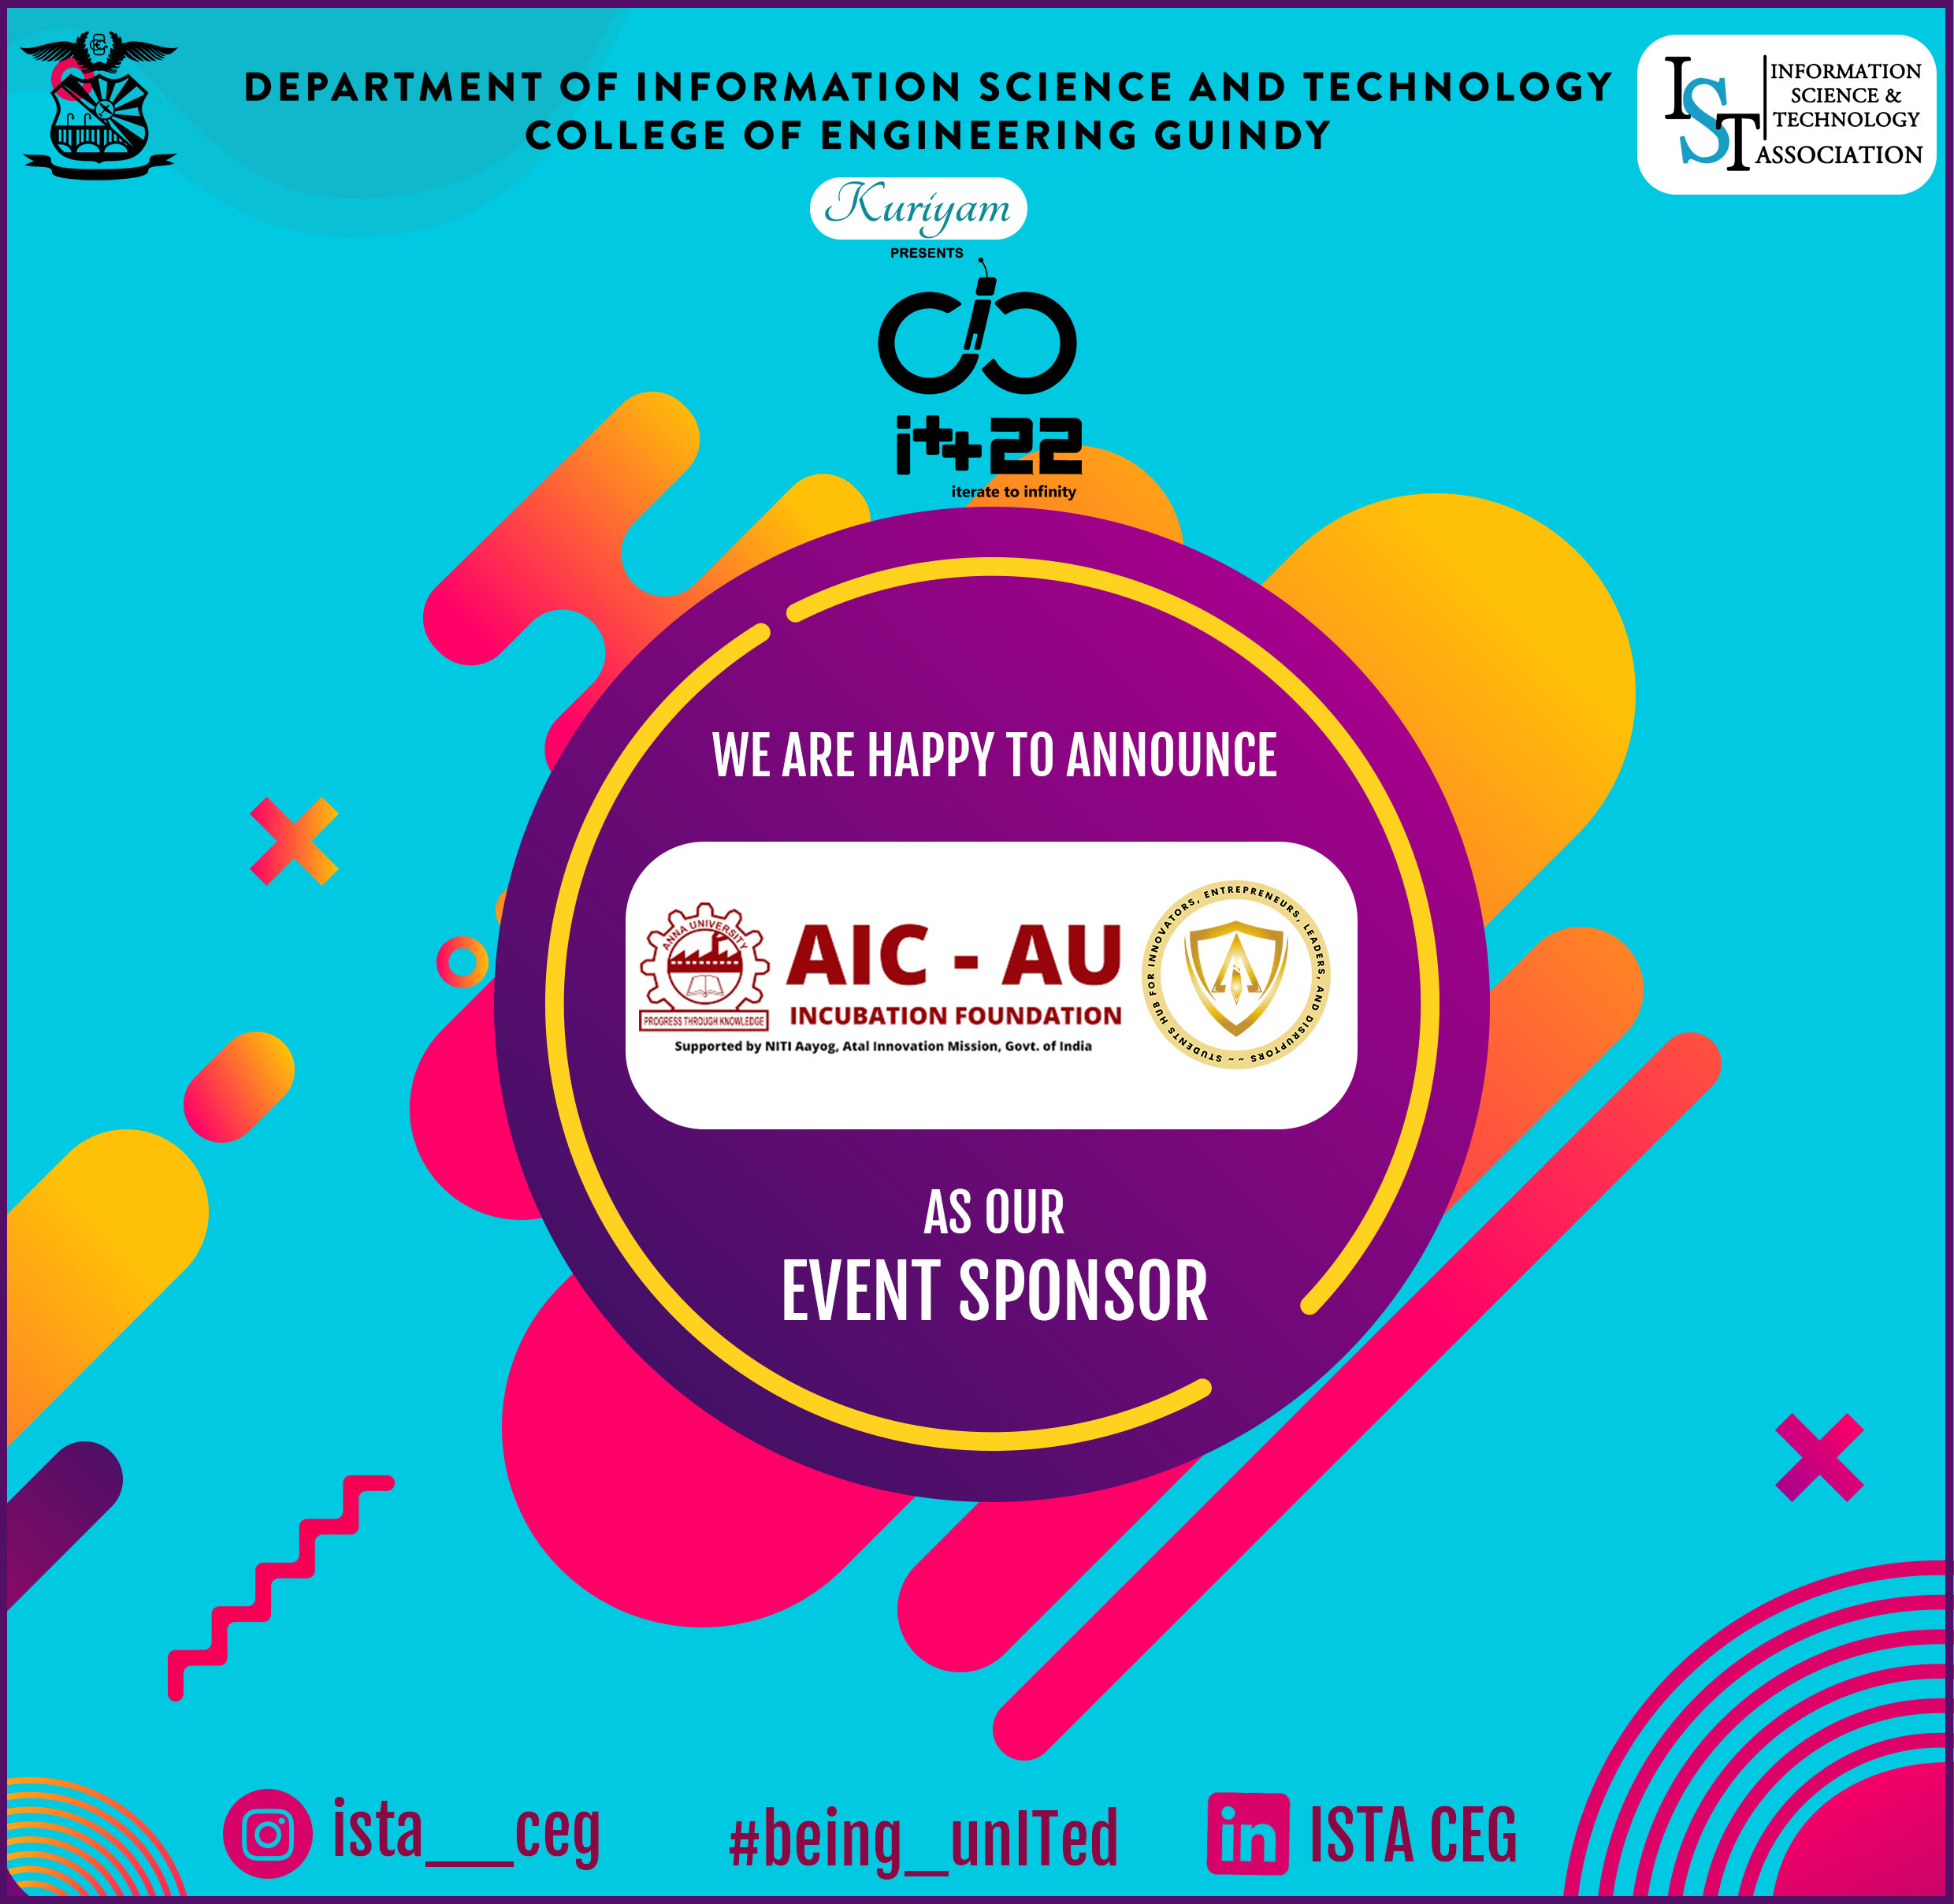 DEPARTMENT OF INFORMATION SCIENCE AND TECHNOLOGY
COLLEGE OF ENGINEERING GUINDY
IST
INFORMATION
SCIENCE &
TECHNOLOGY
ASSOCIATION
Kuriyam
PRESENTS
i++22
iterate to infinity
WE ARE HAPPY TO ANNOUNCE
ANNA UNIVERSITY
PROGRESS THROUGH KNOWLEDGE
AIC - AU
INCUBATION FOUNDATION
Supported by NITI Aayog, Atal Innovation Mission, Govt. of India
STUDENTS HUB FOR INNOVATORS, ENTREPRENEURS, LEADERS, AND DISRUPTORS ~ ~
AS OUR
EVENT SPONSOR
ista__ceg
#being_unITed
in ISTA CEG